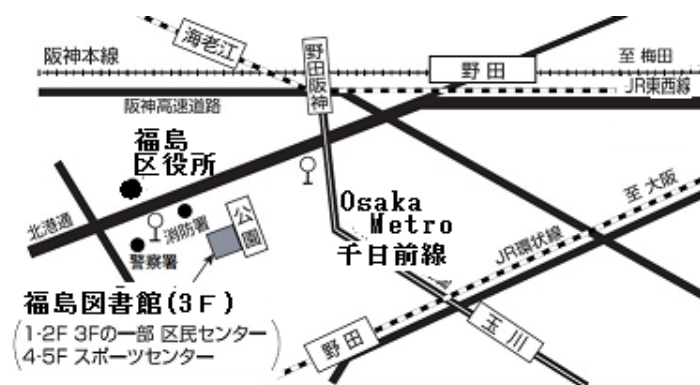 海老江
阪神本線
野田阪神
野田
至 梅田
JR東西線
阪神高速道路
福島
区役所
北港通
消防署
公園
警察署
Osaka
Metro
千日前線
至 大阪
JR環状線
福島図書館(3F)
1-2F 3Fの一部 区民センター
4-5F スポーツセンター
野田
玉川